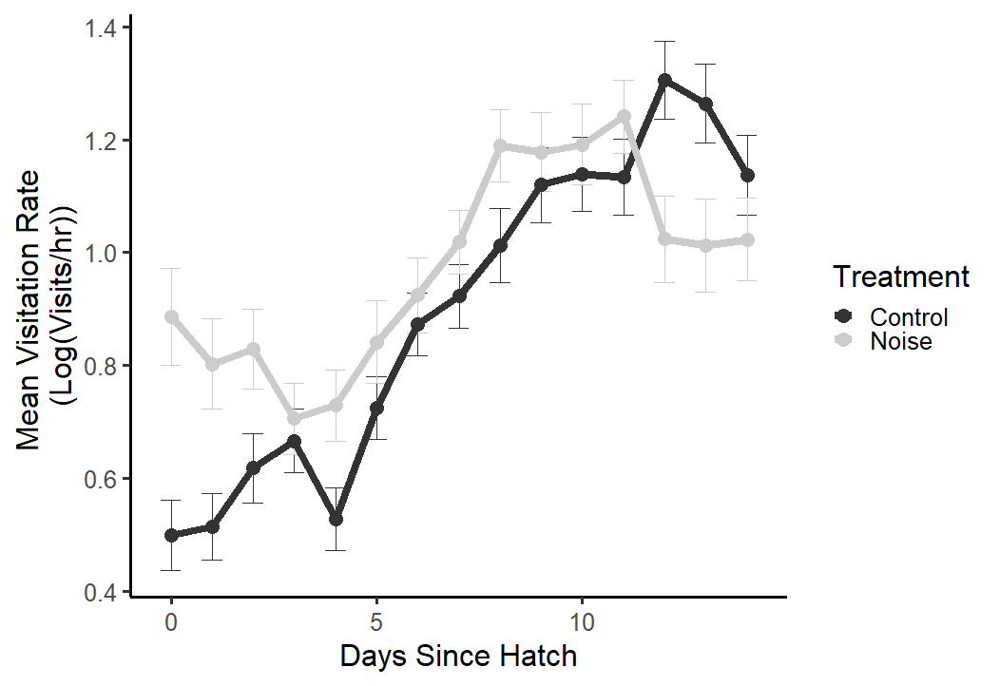 1.4
1.2
1.0
0.8
0.6
0.4
0
5
10
Days Since Hatch
Mean Visitation Rate
(Log(Visits/hr))
Treatment
Control
Noise